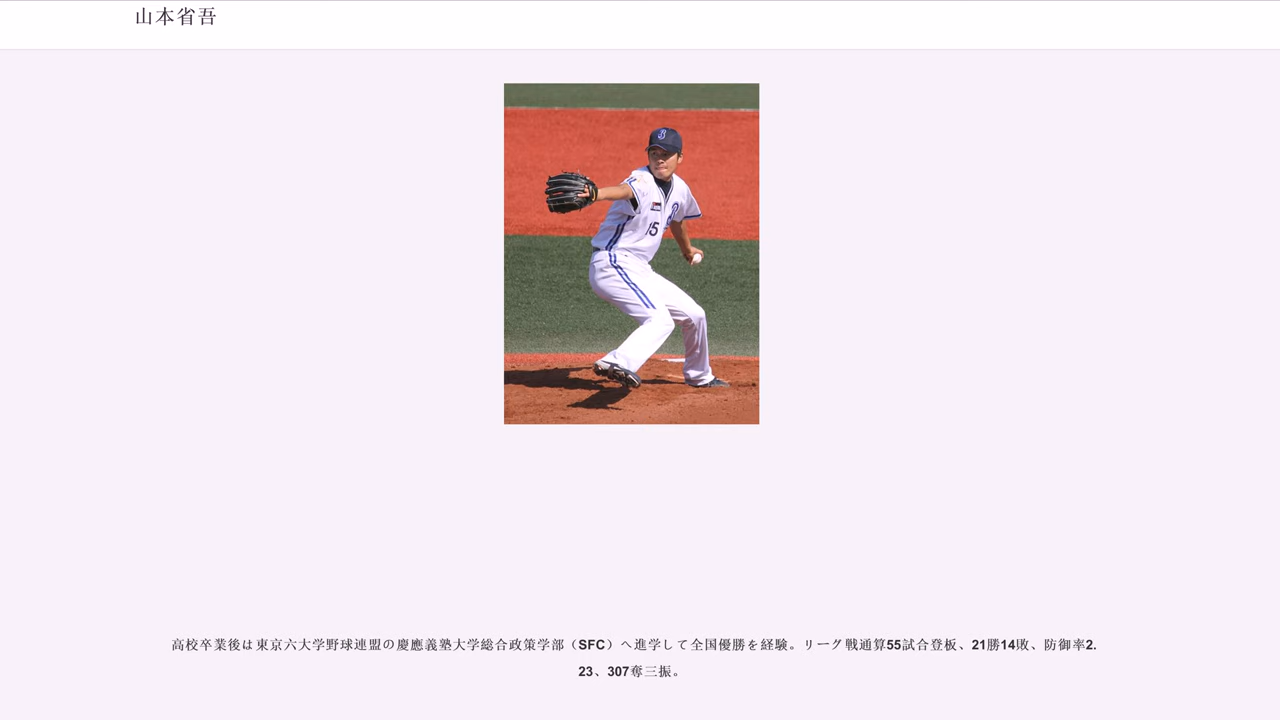 山本省吾
15
高校卒業後は東京六大学野球連盟の慶應義塾大学総合政策学部（SFC）へ進学して全国優勝を経験。リーグ戦通算55試合登板、21勝14敗、防御率2.
23、307奪三振。